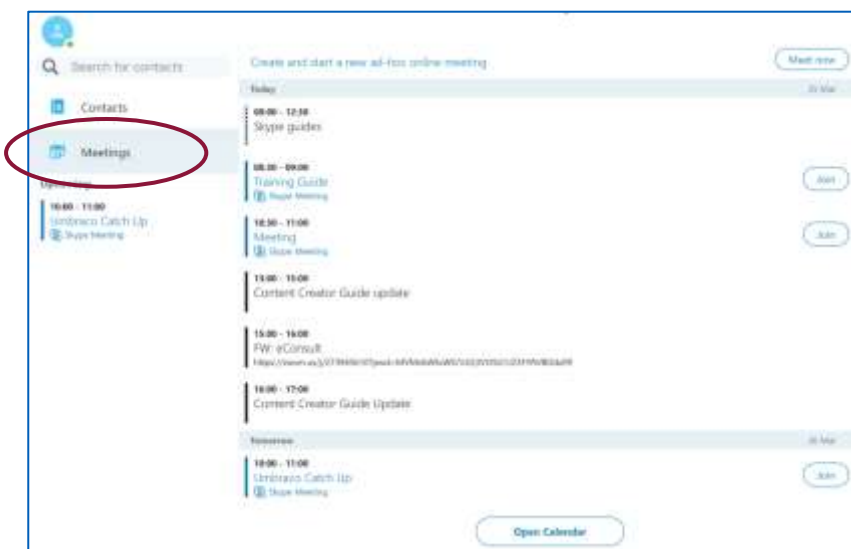 Search for contacts
Contacts
Meetings
10:00 - 11:00
Umbraco Catch Up
Skype Meeting
Create and start a new ad-hoc online meeting
Meet now
Today
08:00 - 12:30
Skype guides
08:30 - 09:00
Training Guide
Skype Meeting
Join
10:30 - 11:00
Meeting
Skype Meeting
Join
Content Creator Guide update
15:00 - 16:00
FW: eConsult
16:00 - 17:00
Content Creator Guide Update
Tomorrow
10:00 - 11:00
Umbraco Catch Up
Skype Meeting
Join
Open Calendar